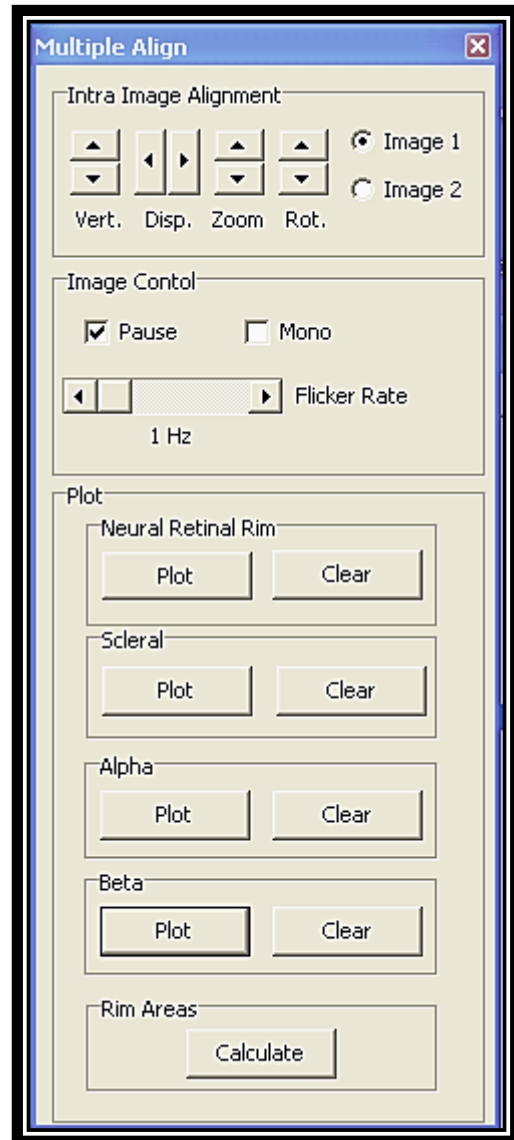 Multiple Align
Intra Image Alignment
Image 1
Image 2
Vert. Disp. Zoom Rot.
Image Contol
Pause Mono
Flicker Rate
1 Hz
Plot
Neural Retinal Rim
Plot Clear
Scleral
Plot Clear
Alpha
Plot Clear
Beta
Plot Clear
Rim Areas
Calculate